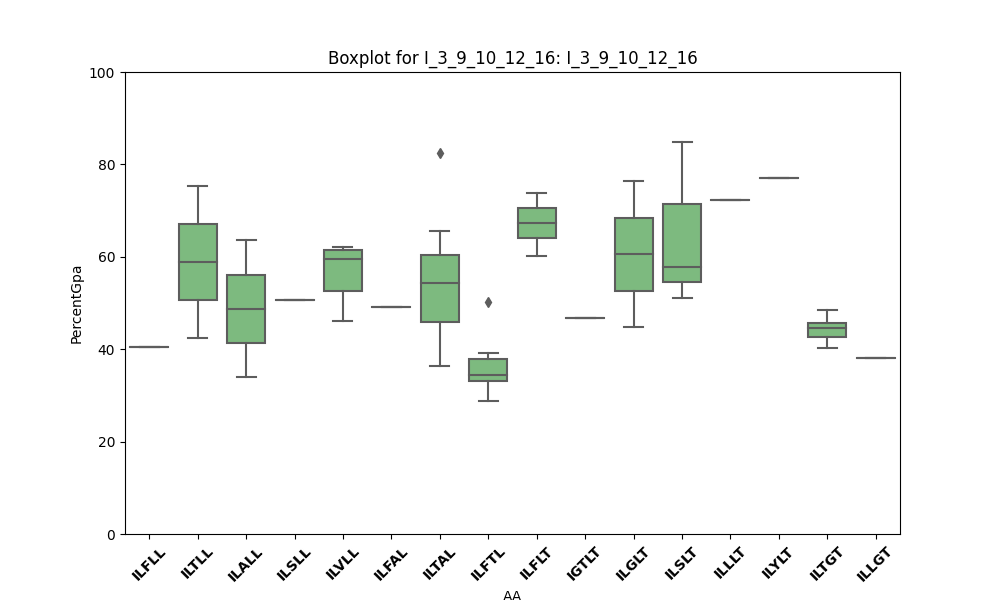 Boxplot for I_3_9_10_12_16: I_3_9_10_12_16
100
80
60
40
20
0
PercentGpa
ILFLL
ILTLL
ILALL
ILSLL
ILVLL
ILFAL
ILTAL
ILFTL
ILFLT
IGTLT
ILGLT
ILSLT
ILLLT
ILYLT
ILTGT
ILLGT
AA